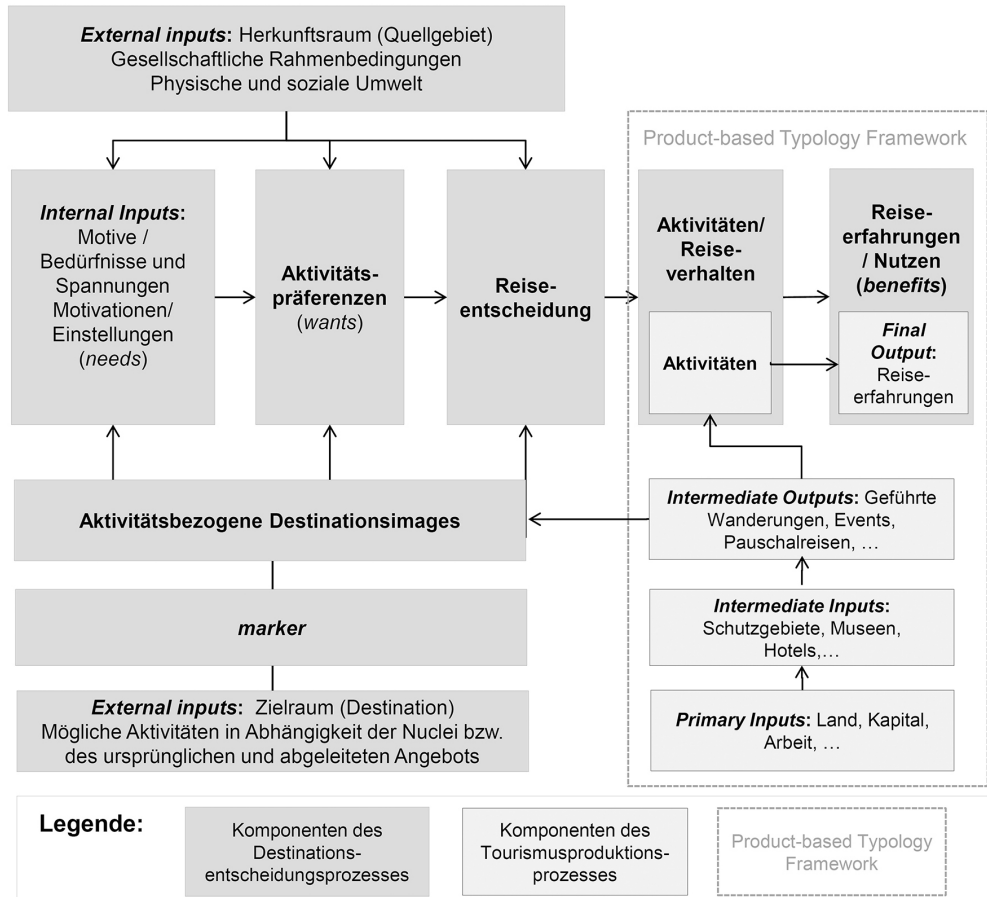 External inputs: Herkunftsraum (Quellgebiet)
Gesellschaftliche Rahmenbedingungen
Physische und soziale Umwelt
Product-based Typology Framework
Internal Inputs:
Motive /
Bedürfnisse und
Spannungen
Motivationen/
Einstellungen
(needs)
Aktivitäts-
präferenzen
(wants)
Reise-
entscheidung
Aktivitäten/
Reise-
verhalten
Aktivitäten
Reise-
erfahrungen
/ Nutzen
(benefits)
Final
Output:
Reise-
erfahrungen
Aktivitätsbezogene Destinationsimages
marker
External inputs: Zielraum (Destination)
Mögliche Aktivitäten in Abhängigkeit der Nuclei bzw.
des ursprünglichen und abgeleiteten Angebots
Intermediate Outputs: Geführte
Wanderungen, Events,
Pauschalreisen, …
Intermediate Inputs:
Schutzgebiete, Museen,
Hotels,…
Primary Inputs: Land, Kapital,
Arbeit, …
Legende:
Komponenten des
Destinations-
entscheidungsprozesses
Komponenten des
Tourismusproduktions-
prozesses
Product-based Typology
Framework